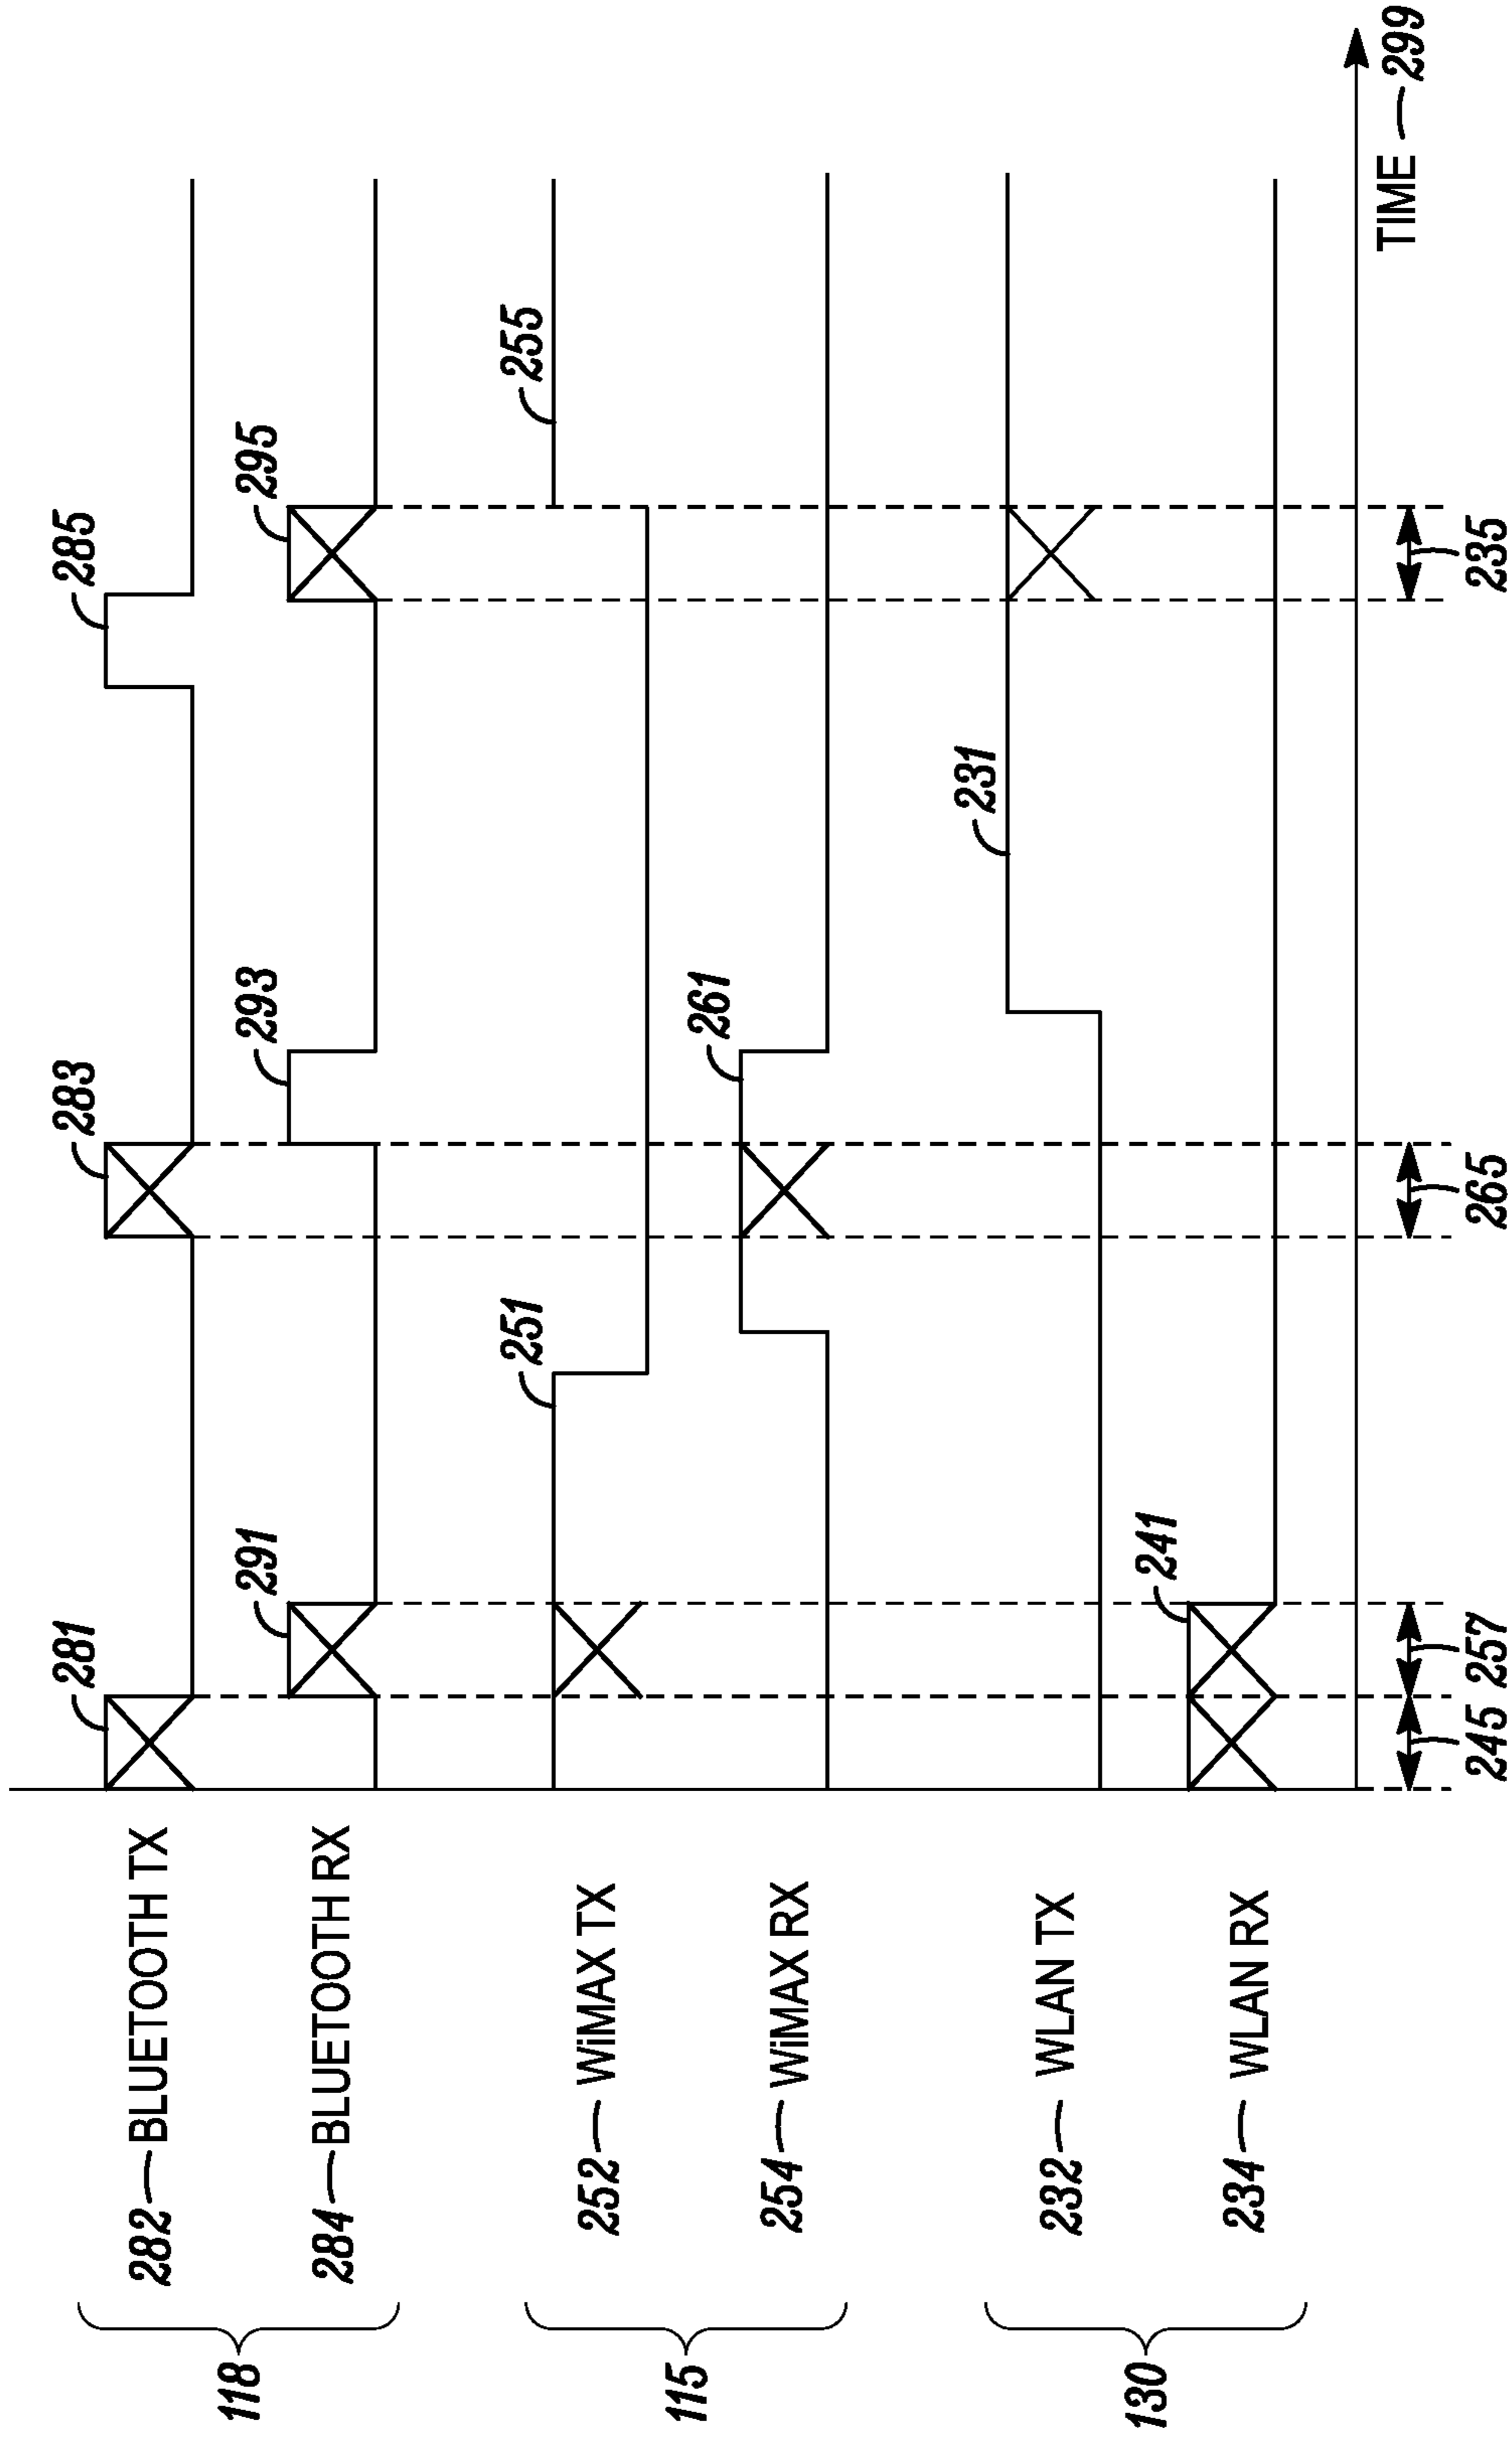 281
283
285
118
282 BLUETOOTH TX
291
293
295
284 BLUETOOTH RX
251
255
115
252 WiMAX TX
261
254 WiMAX RX
231
130
232 WLAN TX
241
234 WLAN RX
TIME 299
245 257 265 235